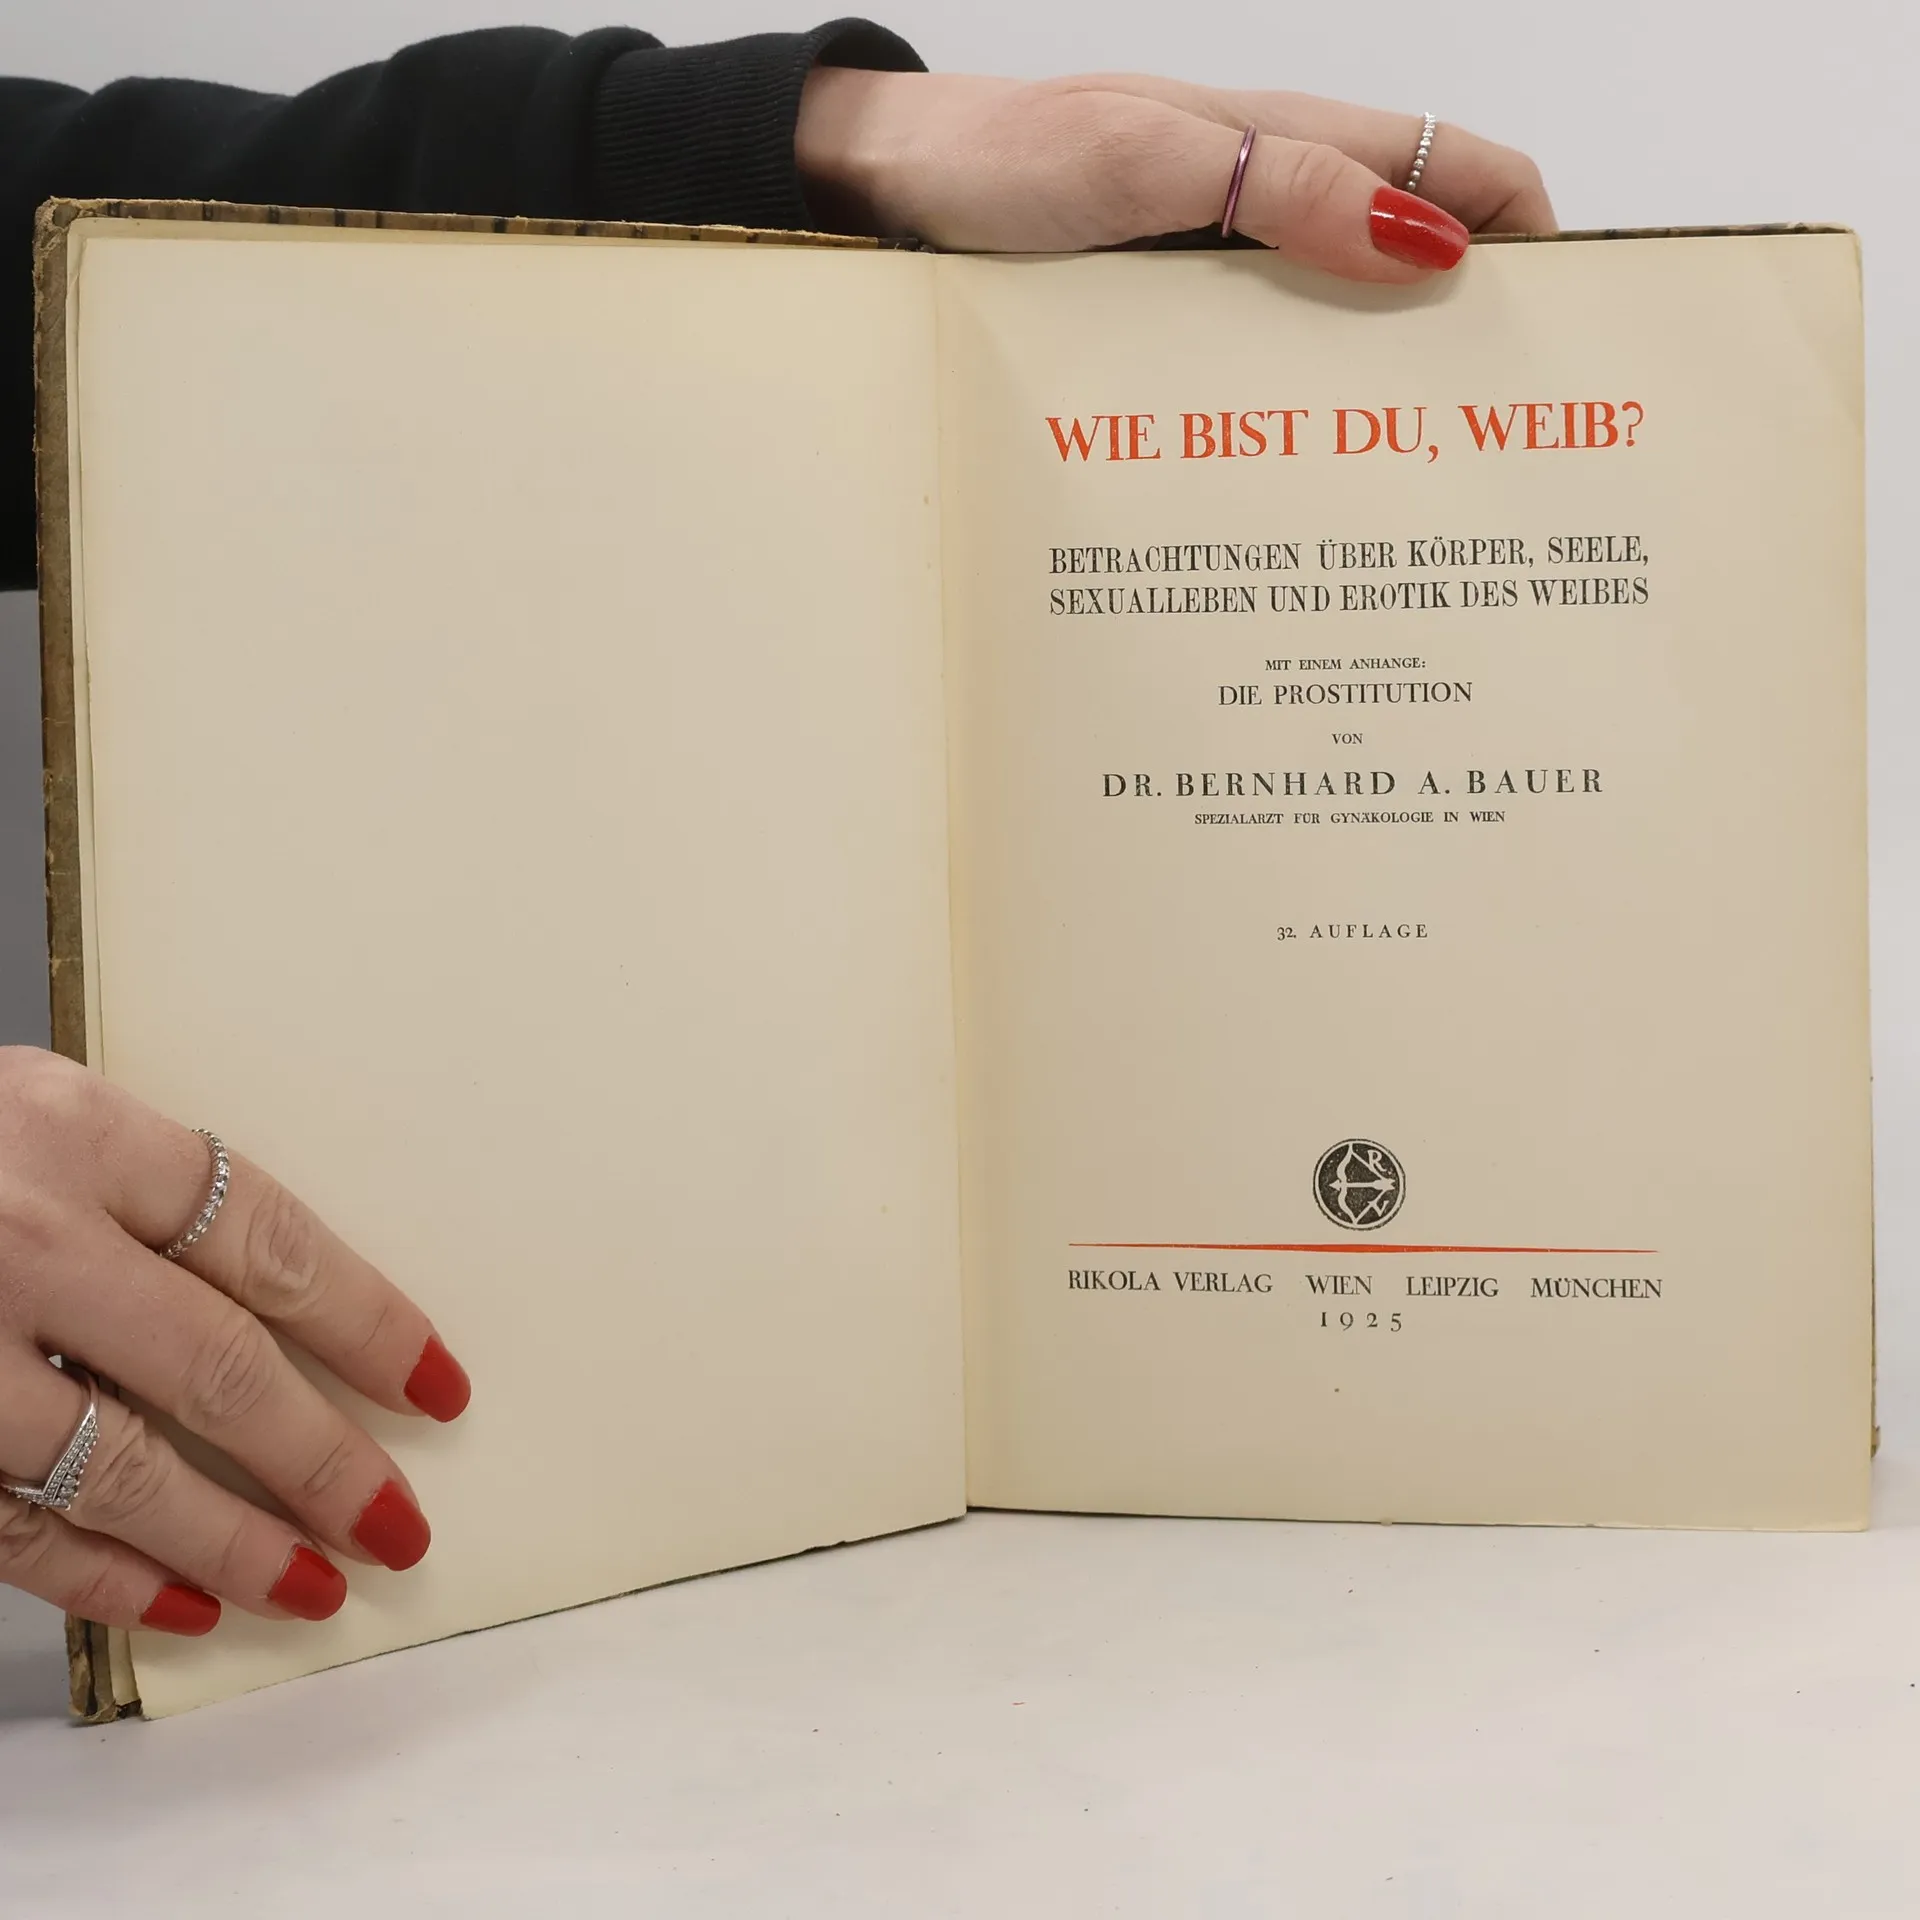 WIE BIST DU, WEIB?
BETRACHTUNGEN ÜBER KÖRPER, SEELE,
SEXUALLEBEN UND EROTIK DES WEIBES
MIT EINEM ANHANGE:
DIE PROSTITUTION
VON
DR. BERNHARD A. BAUER
SPEZIALARZT FÜR GYNÄKOLOGIE IN WIEN
32. AUFLAGE
R V
RIKOLA VERLAG WIEN LEIPZIG MÜNCHEN
1925